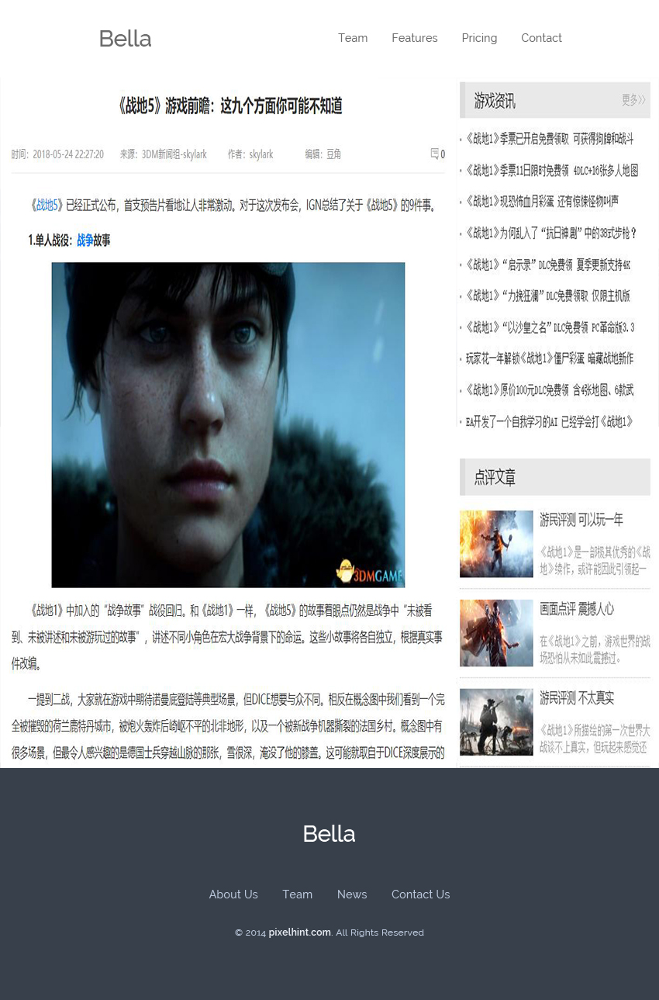 Bella
Team Features Pricing Contact
《战地5》游戏前瞻：这九个方面你可能不知道
时间：2018-05-24 22:27:20 来源：3DM新闻组-skylark 作者：skylark 编辑：豆角 0
《战地5》已经正式公布，首支预告片看地让人非常激动。对于这次发布会，IGN总结了关于《战地5》的9件事。
1.单人战役：战争故事
3DMGAME
《战地1》中加入的“战争故事”战役回归。和《战地1》一样，《战地5》的故事着眼点仍然是战争中“未被看
到、未被讲述和未被游玩过的故事”，讲述不同小角色在宏大战争背景下的命运。这些小故事将各自独立，根据真实事
件改编。
一提到二战，大家就在游戏中期待诺曼底登陆等典型场景，但DICE想要与众不同。相反在概念图中我们看到一个完
全被摧毁的荷兰鹿特丹城市，被炮火轰炸后崎岖不平的北非地形，以及一个被新战争机器撕裂的法国乡村。概念图中有
很多场景，但最令人感兴趣的是德国士兵穿越山脉的那张，雪很深，淹没了他的膝盖。这可能就取自于DICE深度展示的
游戏资讯 更多>>
《战地1》季票已开启免费领取 可获得狗牌和战斗
《战地1》季票11日限时免费领 4DLC+16张多人地图
《战地1》现恐怖血月彩蛋 还有惊悚怪物叫声
《战地1》为何乱入了“抗日神剧”中的38式步枪？
《战地1》“启示录”DLC免费领 夏季更新支持4K
《战地1》“力挽狂澜”DLC免费领取 仅限主机版
《战地1》“以沙皇之名”DLC免费领 PC革命版3.3
玩家花一年解锁《战地1》僵尸彩蛋 暗藏战地新作
《战地1》原价100元DLC免费领 含4张地图、6款武
EA开发了一个自我学习的AI 已经学会打《战地1》
点评文章
游民评测 可以玩一年
《战地1》是一部极其优秀的《战
地》续作，或许能因此引领起一
画面点评 震撼人心
在《战地1》之前，游戏世界的战
场恐怕从未如此震撼过。
游民评测 不太真实
《战地1》所描绘的第一次世界大
战谈不上真实，但玩起来感觉还
Bella
About Us Team News Contact Us
© 2014 pixelhint.com. All Rights Reserved